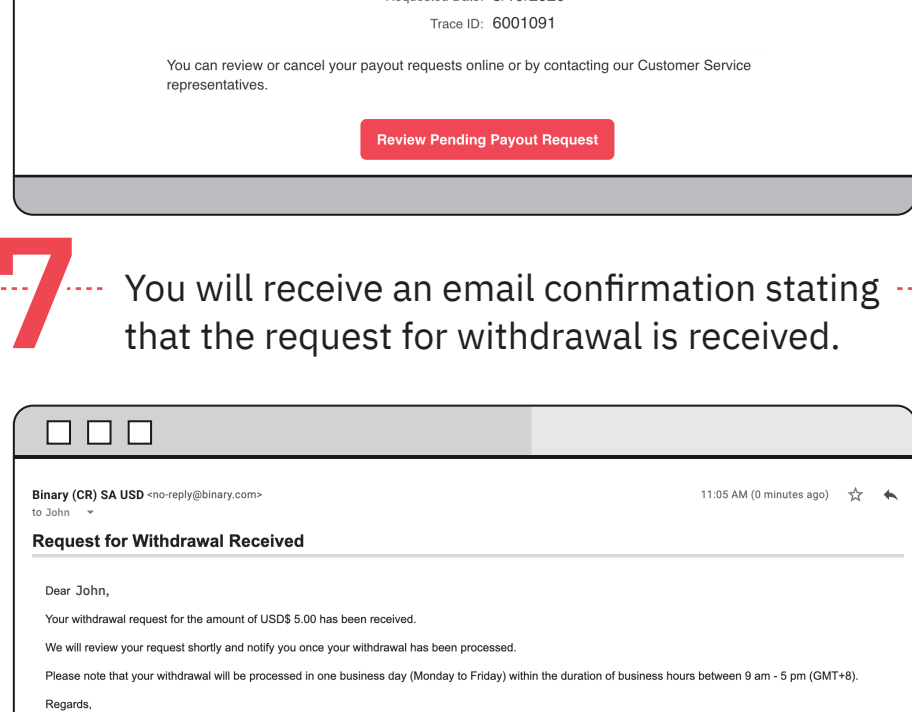 Trace ID: 6001091
You can review or cancel your payout requests online or by contacting our Customer Service
representatives.
Review Pending Payout Request
7
You will receive an email confirmation stating
that the request for withdrawal is received.
Binary (CR) SA USD <no-reply@binary.com>
11:05 AM (0 minutes ago)
to John
Request for Withdrawal Received
Dear John,
Your withdrawal request for the amount of USD$ 5.00 has been received.
We will review your request shortly and notify you once your withdrawal has been processed.
Please note that your withdrawal will be processed in one business day (Monday to Friday) within the duration of business hours between 9 am - 5 pm (GMT+8).
Regards,